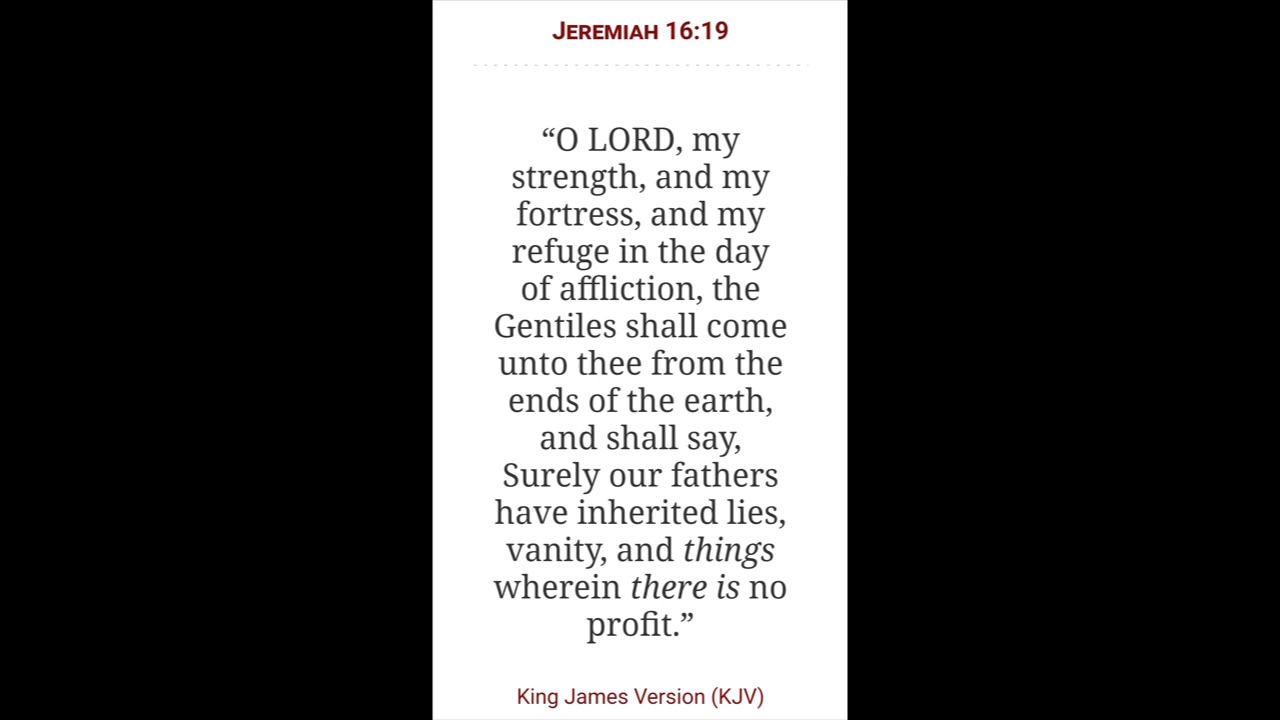 JEREMIAH 16:19
“O LORD, my
strength, and my
fortress, and my
refuge in the day
of affliction, the
Gentiles shall come
unto thee from the
ends of the earth,
and shall say,
Surely our fathers
have inherited lies,
vanity, and things
wherein there is no
profit.”
King James Version (KJV)